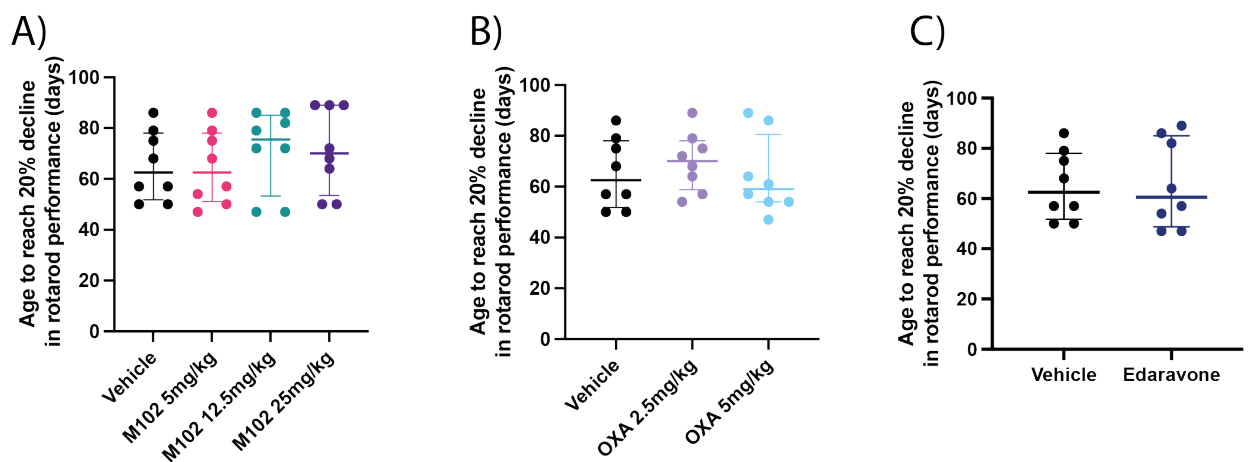 A)
Age to reach 20% decline
in rotarod performance (days)
100
80
60
40
20
0
Vehicle
M102 5mg/kg
M102 12.5mg/kg
M102 25mg/kg
B)
Age to reach 20% decline
in rotarod performance (days)
100
80
60
40
20
0
Vehicle
OXA 2.5mg/kg
OXA 5mg/kg
C)
Age to reach 20% decline
in rotarod performance (days)
100
80
60
40
20
0
Vehicle
Edaravone